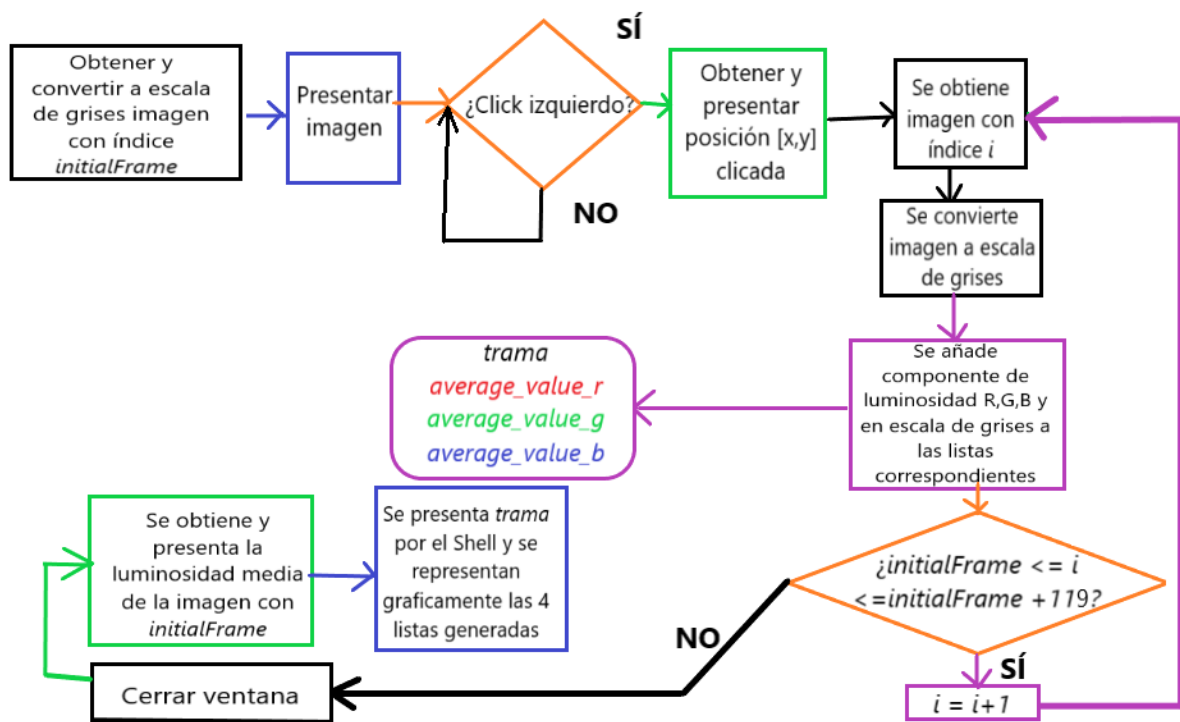 Obtener y
convertir a escala
de grises imagen
con índice
initialFrame
Presentar
imagen
¿Click izquierdo?
SÍ
NO
Obtener y
presentar
posición [x,y]
clicada
Se obtiene
imagen con
índice i
Se convierte
imagen a escala
de grises
Se añade
componente de
luminosidad R,G,B y
en escala de grises a
las listas
correspondientes
trama
average_value_r
average_value_g
average_value_b
¿initialFrame <= i
<=initialFrame +119?
SÍ
i = i+1
NO
Cerrar ventana
Se obtiene y
presenta la
luminosidad media
de la imagen con
initialFrame
Se presenta trama
por el Shell y se
representan
graficamente las 4
listas generadas